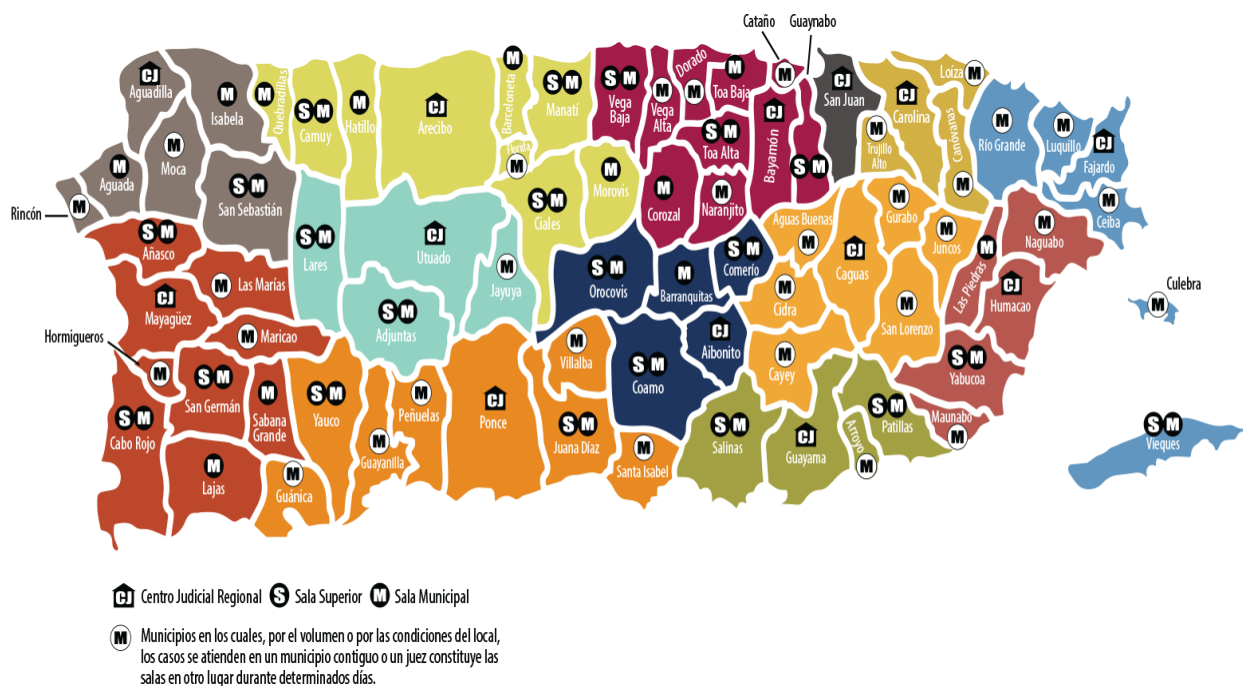 Cataño
Guaynabo
CJ
Aguadilla
M
Isabela
M
Quebradillas
S M
Camuy
M
Hatillo
CJ
Arecibo
M
Barceloneta
S M
Manatí
S M
Vega
Baja
M
Vega
Alta
M
Dorado
M
Toa Baja
M
CJ
Bayamón
S M
CJ
San Juan
CJ
Carolina
M
Loíza
M
Trujillo
Alto
M
Canóvanas
M
Río Grande
M
Luquillo
CJ
Fajardo
M
Ceiba
M
Moca
M
Aguada
M
Rincón
S M
San Sebastián
S M
Lares
CJ
Utuado
M
Florida
S M
Ciales
M
Morovis
M
Corozal
S M
Toa Alta
M
Naranjito
M
Aguas Buenas
M
Gurabo
M
Juncos
M
Las Piedras
M
Naguabo
CJ
Humacao
M
Culebra
S M
Añasco
M
Las Marías
CJ
Mayagüez
M
Maricao
M
Hormigueros
S M
Adjuntas
M
Jayuya
S M
Orocovis
M
Barranquitas
S M
Comerío
CJ
Aibonito
M
Cidra
CJ
Caguas
M
San Lorenzo
M
Cayey
S M
Yabucoa
M
Maunabo
S M
Vieques
S M
Cabo Rojo
S M
San Germán
M
Sabana
Grande
M
Lajas
S M
Yauco
M
Guánica
M
Guayanilla
M
Peñuelas
CJ
Ponce
M
Villalba
S M
Juana Díaz
S M
Coamo
M
Santa Isabel
S M
Salinas
CJ
Guayama
M
Arroyo
S M
Patillas
CJ Centro Judicial Regional S Sala Superior M Sala Municipal
M Municipios en los cuales, por el volumen o por las condiciones del local,
los casos se atienden en un municipio contiguo o un juez constituye las
salas en otro lugar durante determinados días.